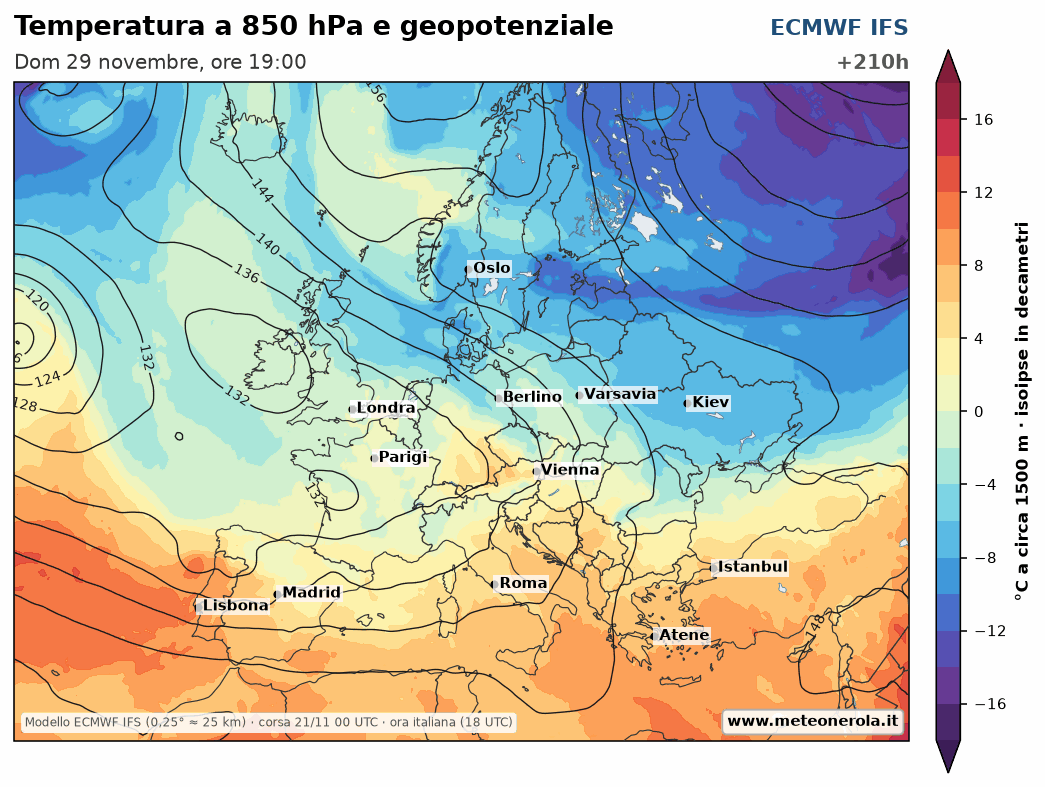 Temperatura a 850 hPa e geopotenziale
ECMWF IFS
Dom 29 novembre, ore 19:00
+210h
156
144
140
136
132
120
124
128
132
132
148
Oslo
Londra
Berlino
Varsavia
Kiev
Parigi
Vienna
Istanbul
Roma
Madrid
Lisbona
Atene
16
12
8
4
0
−4
−8
−12
−16
°C a circa 1500 m · isoipse in decametri
Modello ECMWF IFS (0,25° ≈ 25 km) · corsa 21/11 00 UTC · ora italiana (18 UTC)
www.meteonerola.it